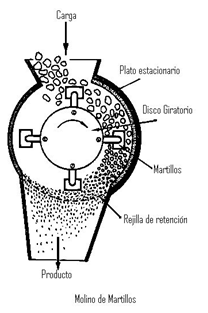 Carga
Plato estacionario
Disco Giratorio
Martillos
Rejilla de retención
Producto
Molino de Martillos